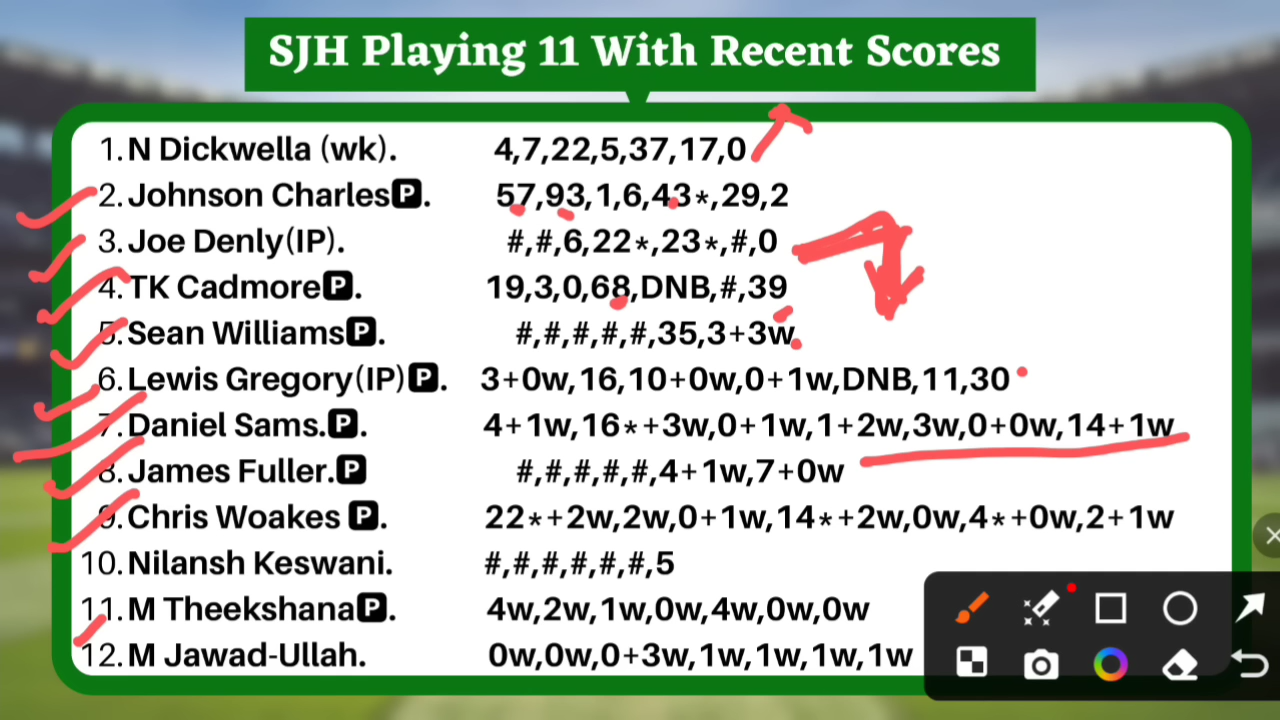 SJH Playing 11 With Recent Scores
1. N Dickwella (wk). 4,7,22,5,37,17,0
2. Johnson Charles🅿. 57,93,1,6,43*,29,2
3. Joe Denly(IP). #,#,6,22*,23*,#,0
4. TK Cadmore🅿. 19,3,0,68,DNB,#,39
5. Sean Williams🅿. #,#,#,#,#,35,3+3w
6. Lewis Gregory(IP)🅿. 3+0w,16,10+0w,0+1w,DNB,11,30
7. Daniel Sams.🅿. 4+1w,16*+3w,0+1w,1+2w,3w,0+0w,14+1w
8. James Fuller.🅿 #,#,#,#,#,4+1w,7+0w
9. Chris Woakes 🅿. 22*+2w,2w,0+1w,14*+2w,0w,4*+0w,2+1w
10. Nilansh Keswani. #,#,#,#,#,#,5
11. M Theekshana🅿. 4w,2w,1w,0w,4w,0w,0w
12. M Jawad-Ullah. 0w,0w,0+3w,1w,1w,1w,1w